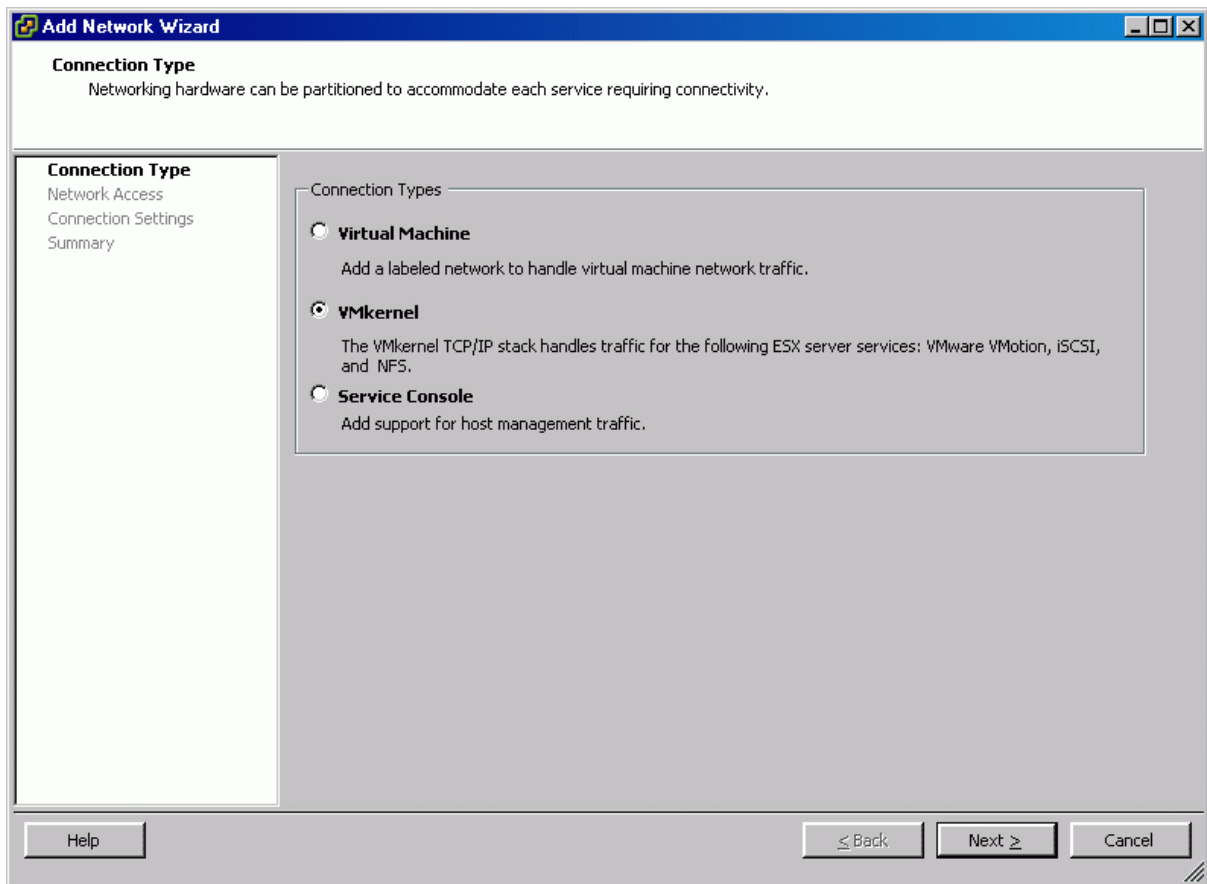 Add Network Wizard
Connection Type
Networking hardware can be partitioned to accommodate each service requiring connectivity.
Connection Type
Network Access
Connection Settings
Summary
Connection Types
Virtual Machine
Add a labeled network to handle virtual machine network traffic.
VMkernel
The VMkernel TCP/IP stack handles traffic for the following ESX server services: VMware VMotion, iSCSI,
and NFS.
Service Console
Add support for host management traffic.
Help
≤ Back
Next ≥
Cancel